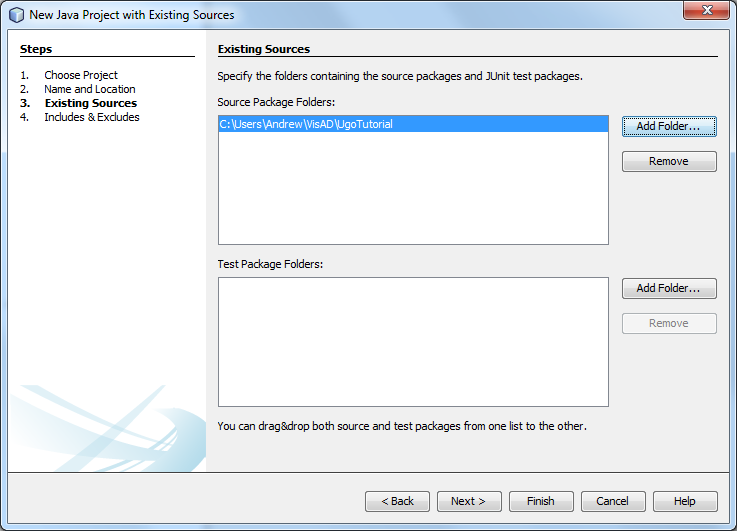 New Java Project with Existing Sources
Steps
1. Choose Project
2. Name and Location
3. Existing Sources
4. Includes & Excludes
Existing Sources
Specify the folders containing the source packages and JUnit test packages.
Source Package Folders:
C:\Users\Andrew\VisAD\UgoTutorial
Add Folder...
Remove
Test Package Folders:
Add Folder...
Remove
You can drag&drop both source and test packages from one list to the other.
< Back Next > Finish Cancel Help